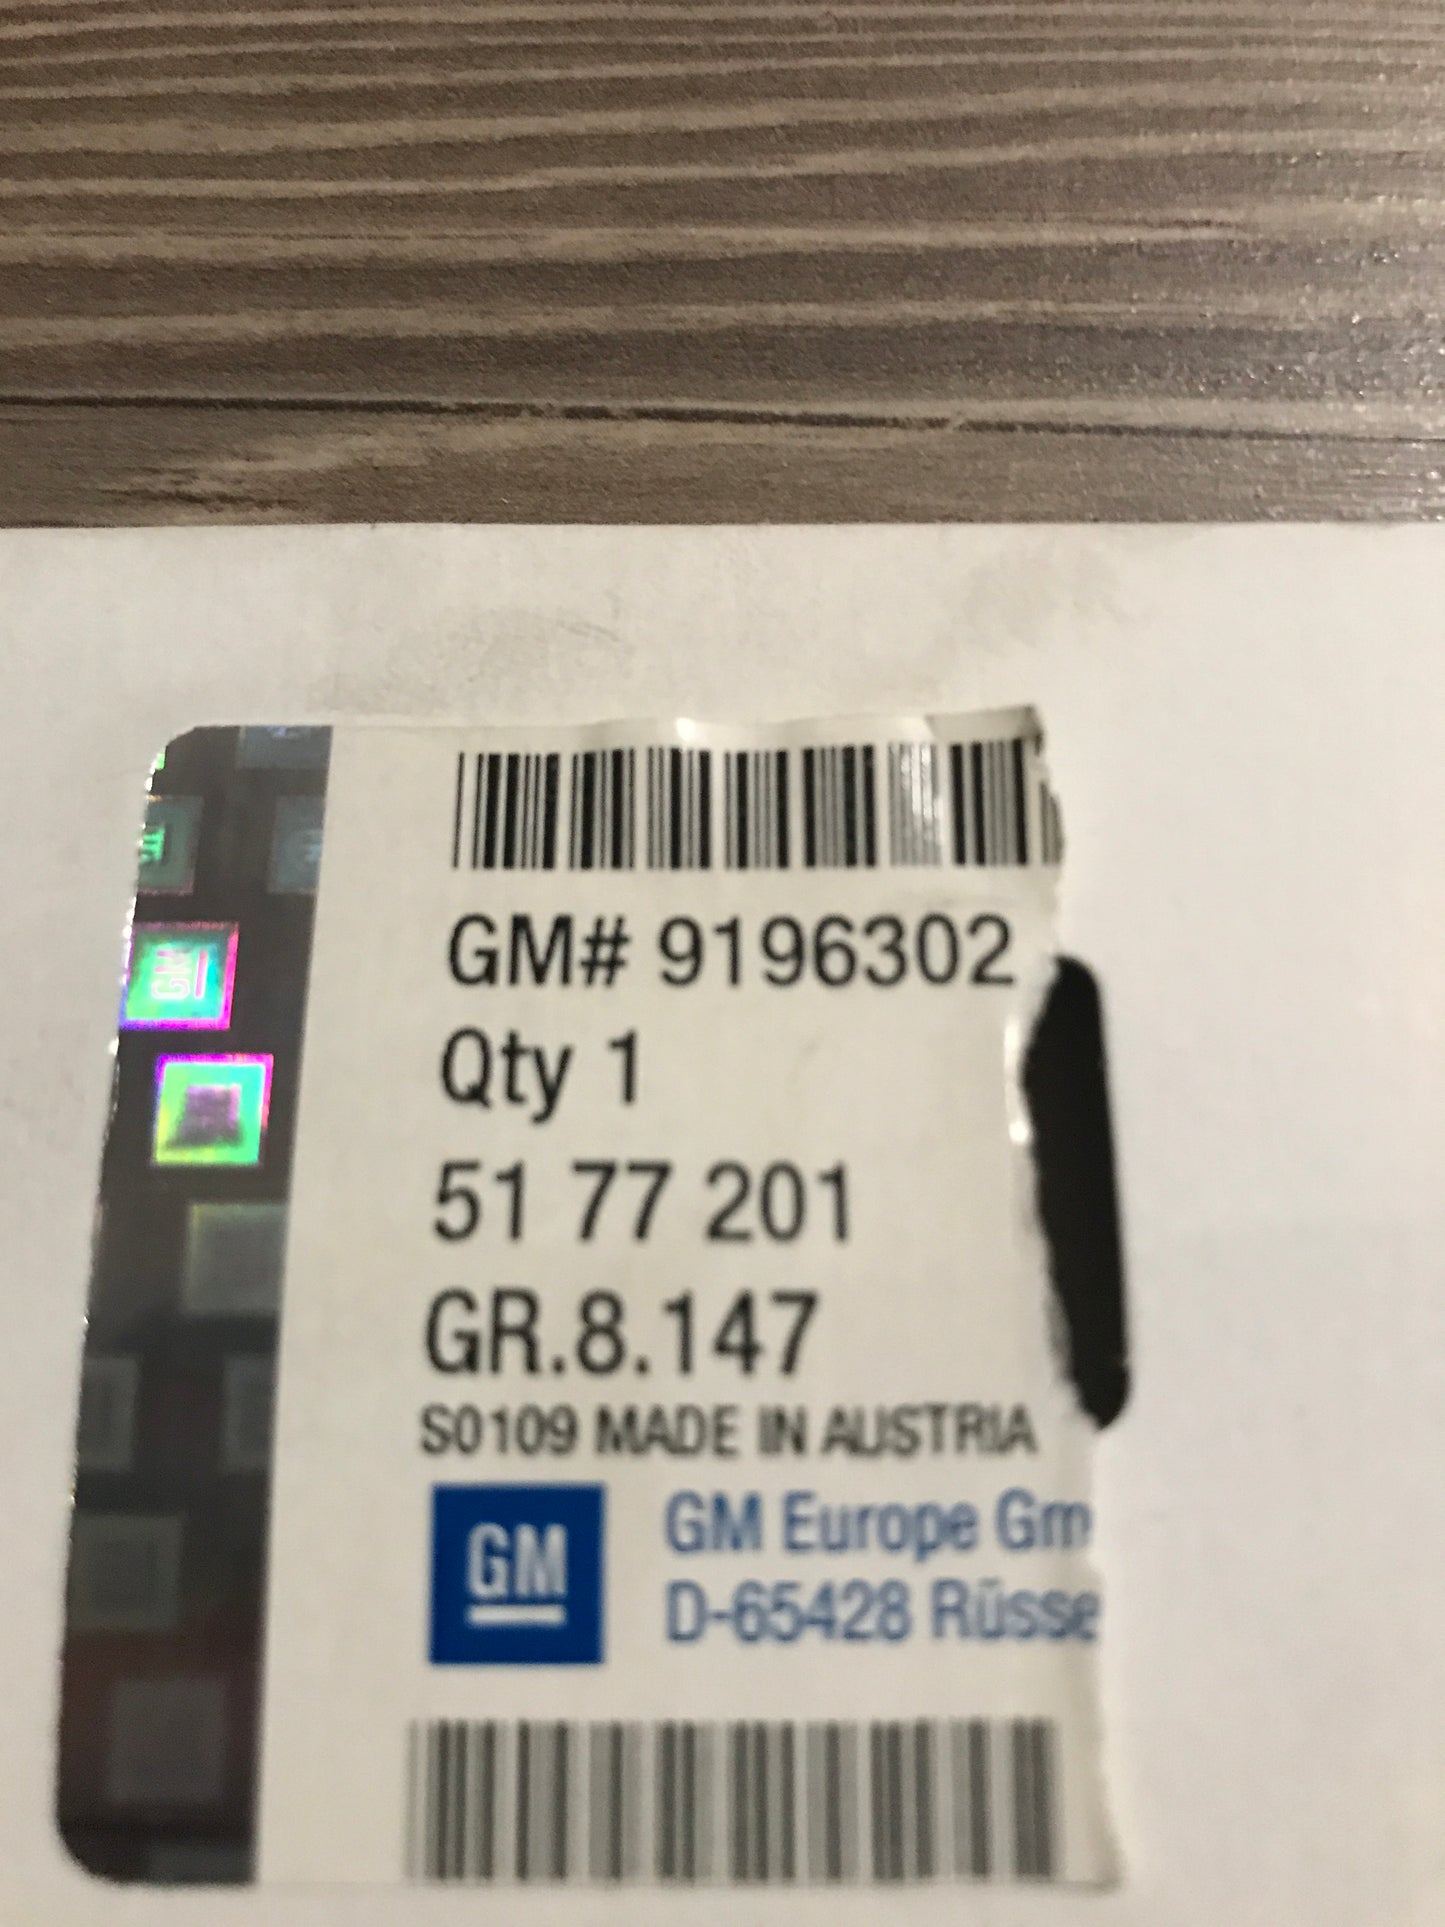 GM# 9196302
Qty 1
51 77 201
GR.8.147
S0109 MADE IN AUSTRIA
GM
GM Europe Gm
D-65428 Rüsse